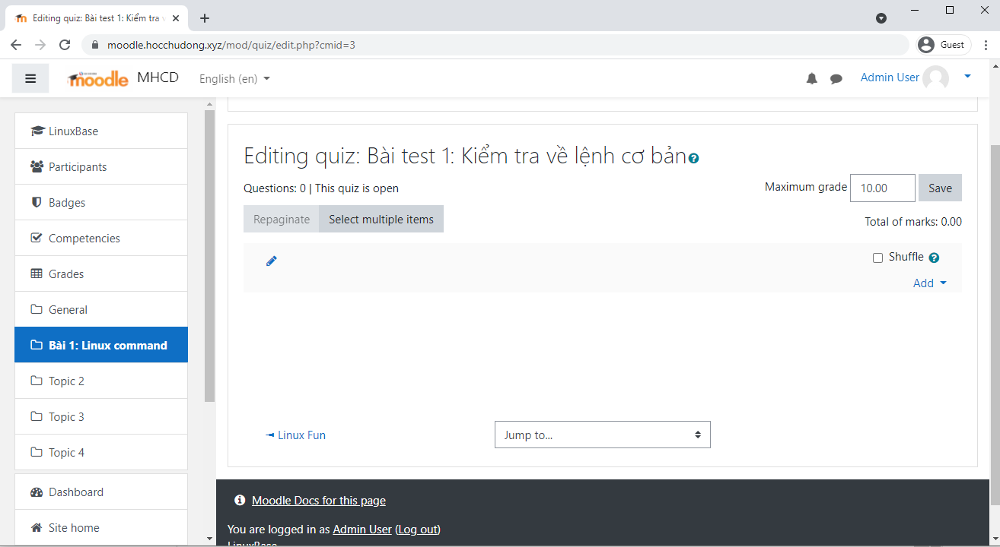 Editing quiz: Bài test 1: Kiểm tra v
moodle.hocchudong.xyz/mod/quiz/edit.php?cmid=3
Guest
moodle MHCD English (en)
Admin User
LinuxBase
Participants
Badges
Competencies
Grades
General
Bài 1: Linux command
Topic 2
Topic 3
Topic 4
Dashboard
Site home
Editing quiz: Bài test 1: Kiểm tra về lệnh cơ bản
Questions: 0 | This quiz is open
Maximum grade 10.00 Save
Repaginate Select multiple items
Total of marks: 0.00
Shuffle
Add
◄ Linux Fun
Jump to...
Moodle Docs for this page
You are logged in as Admin User (Log out)
LinuxBase